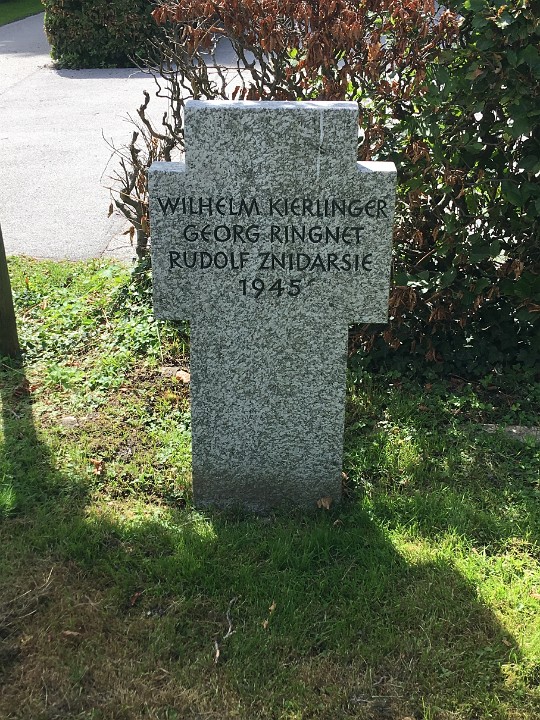 WILHELM KIERLINGER
GEORG RINGNET
RUDOLF ZNIDARSIE
1945